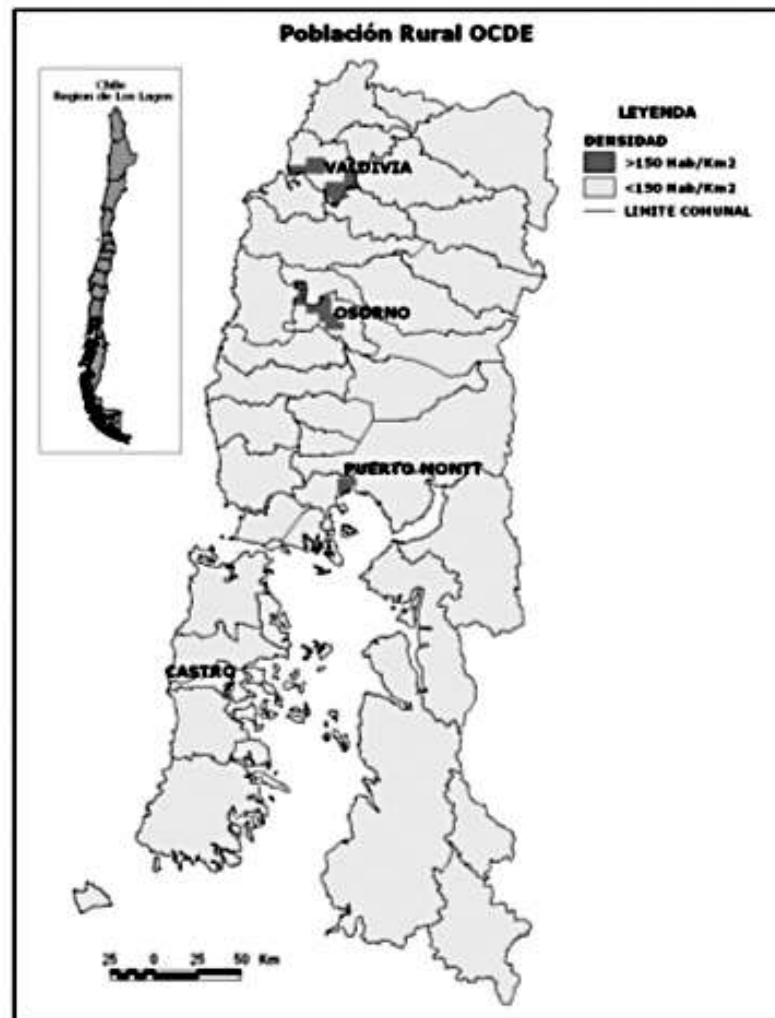 Población Rural OCDE
Chile
Region de Los Lagos
LEYENDA
DENSIDAD
>150 Hab/Km2
<150 Hab/Km2
LIMITE COMUNAL
VALDIVIA
OSORNO
PUERTO MONTT
CASTRO
25 0 25 50 Km